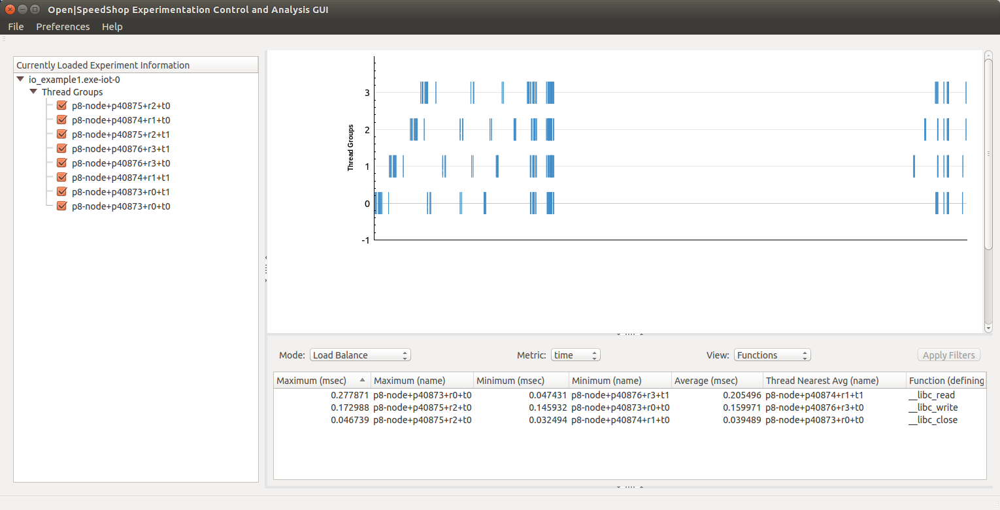 Open|SpeedShop Experimentation Control and Analysis GUI
File Preferences Help
Currently Loaded Experiment Information
io_example1.exe-iot-0
Thread Groups
p8-node+p40875+r2+t0
p8-node+p40874+r1+t0
p8-node+p40875+r2+t1
p8-node+p40876+r3+t1
p8-node+p40876+r3+t0
p8-node+p40874+r1+t1
p8-node+p40873+r0+t1
p8-node+p40873+r0+t0
Thread Groups
3
2
1
0
-1
Mode: Load Balance Metric: time View: Functions Apply Filters
Maximum (msec) Maximum (name) Minimum (msec) Minimum (name) Average (msec) Thread Nearest Avg (name) Function (defining
0.277871 p8-node+p40873+r0+t0 0.047431 p8-node+p40876+r3+t1 0.205496 p8-node+p40874+r1+t1 __libc_read
0.172988 p8-node+p40875+r2+t0 0.145932 p8-node+p40873+r0+t0 0.159971 p8-node+p40876+r3+t0 __libc_write
0.046739 p8-node+p40875+r2+t0 0.032494 p8-node+p40874+r1+t0 0.039489 p8-node+p40873+r0+t0 __libc_close